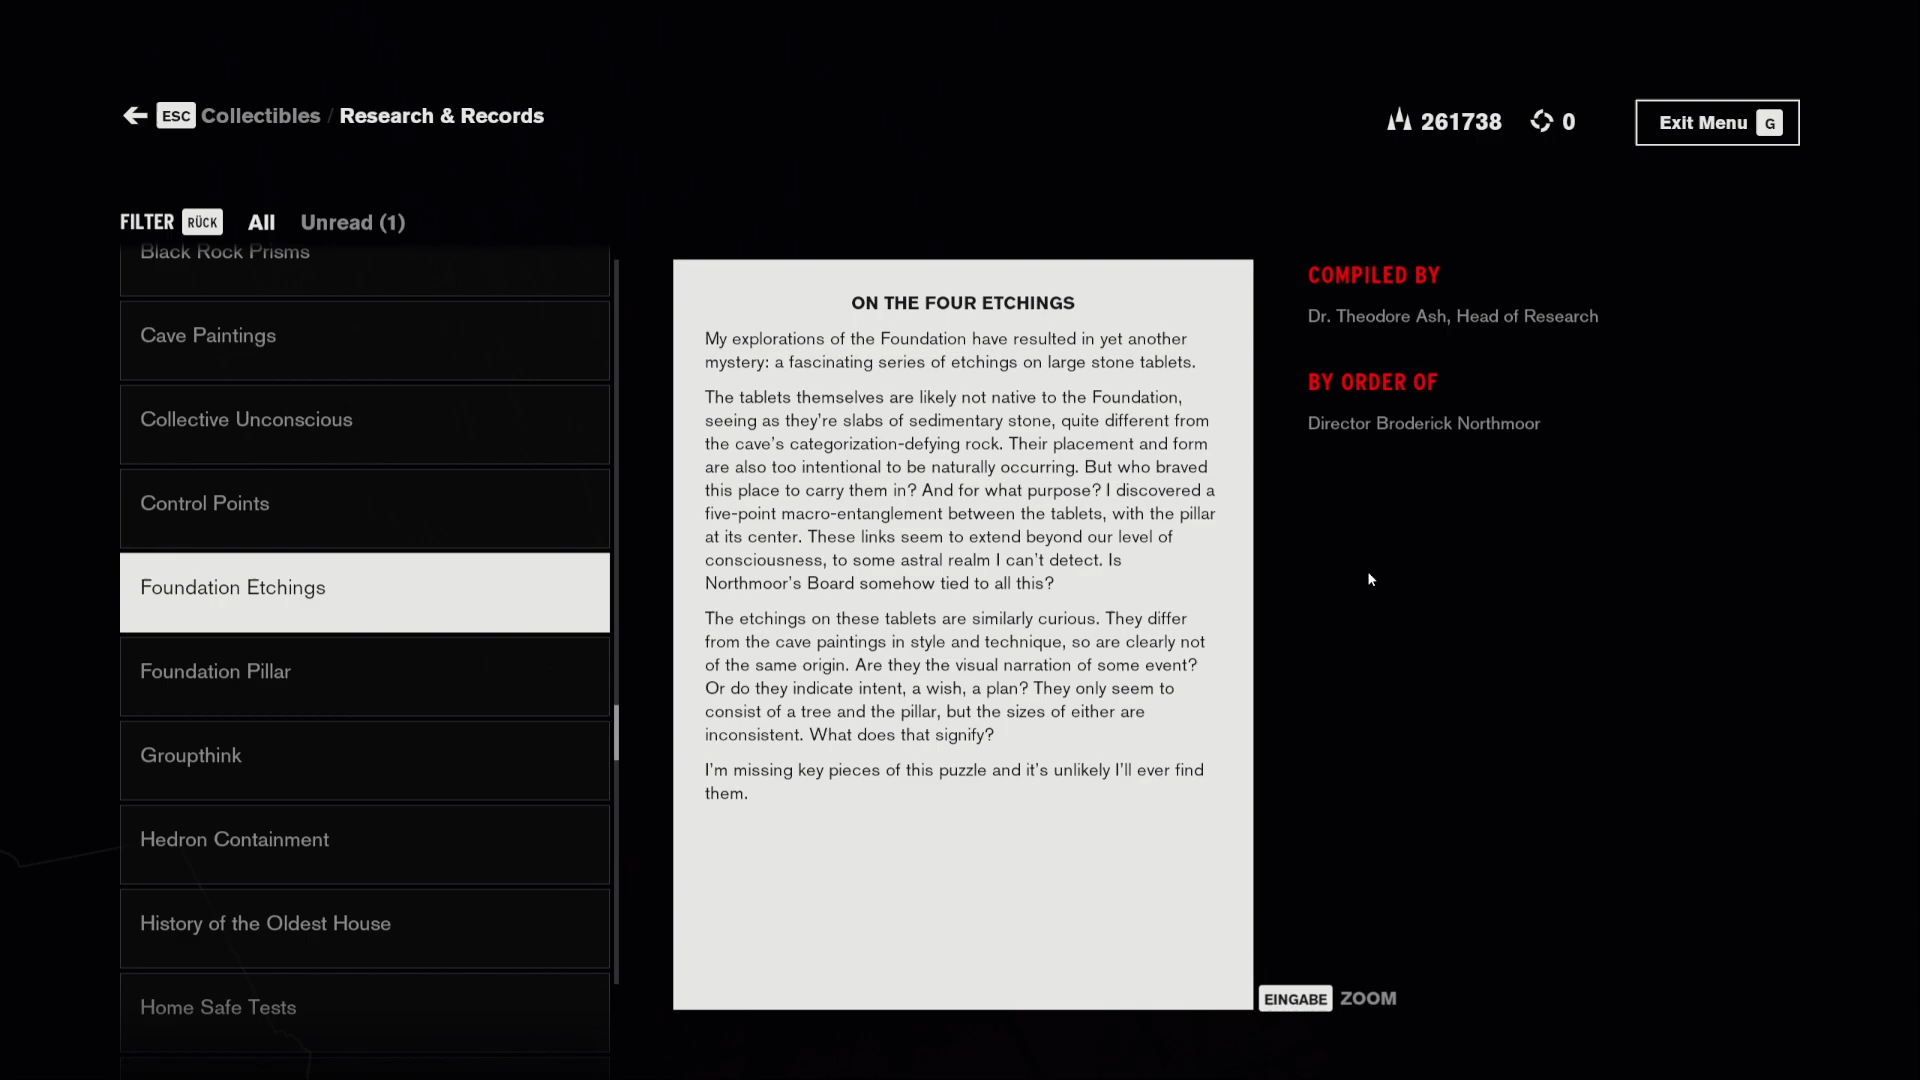 ESC Collectibles / Research & Records
261738 0 Exit Menu G
FILTER RÜCK All Unread (1)
Black Rock Prisms
Cave Paintings
Collective Unconscious
Control Points
Foundation Etchings
Foundation Pillar
Groupthink
Hedron Containment
History of the Oldest House
Home Safe Tests
ON THE FOUR ETCHINGS
My explorations of the Foundation have resulted in yet another
mystery: a fascinating series of etchings on large stone tablets.
The tablets themselves are likely not native to the Foundation,
seeing as they're slabs of sedimentary stone, quite different from
the cave's categorization-defying rock. Their placement and form
are also too intentional to be naturally occurring. But who braved
this place to carry them in? And for what purpose? I discovered a
five-point macro-entanglement between the tablets, with the pillar
at its center. These links seem to extend beyond our level of
consciousness, to some astral realm I can't detect. Is
Northmoor's Board somehow tied to all this?
The etchings on these tablets are similarly curious. They differ
from the cave paintings in style and technique, so are clearly not
of the same origin. Are they the visual narration of some event?
Or do they indicate intent, a wish, a plan? They only seem to
consist of a tree and the pillar, but the sizes of either are
inconsistent. What does that signify?
I'm missing key pieces of this puzzle and it's unlikely I'll ever find
them.
COMPILED BY
Dr. Theodore Ash, Head of Research
BY ORDER OF
Director Broderick Northmoor
EINGABE ZOOM